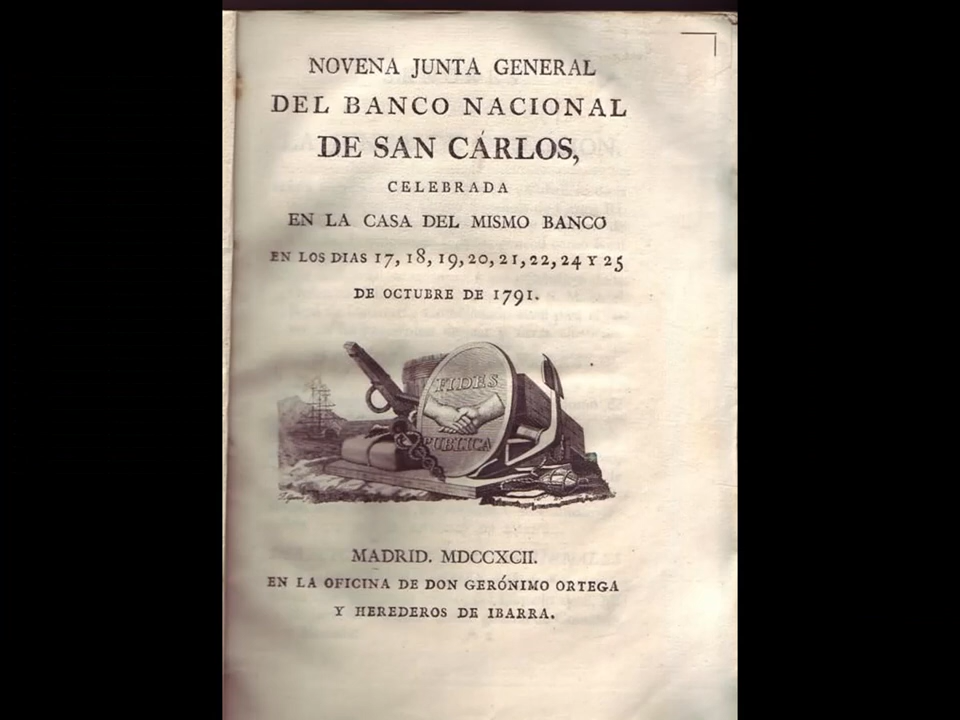 NOVENA JUNTA GENERAL
DEL BANCO NACIONAL
DE SAN CÁRLOS,
CELEBRADA
EN LA CASA DEL MISMO BANCO
EN LOS DIAS 17, 18, 19, 20, 21, 22, 24 Y 25
DE OCTUBRE DE 1791.
FIDES
PUBLICA
MADRID. MDCCXCII.
EN LA OFICINA DE DON GERÓNIMO ORTEGA
Y HEREDEROS DE IBARRA.